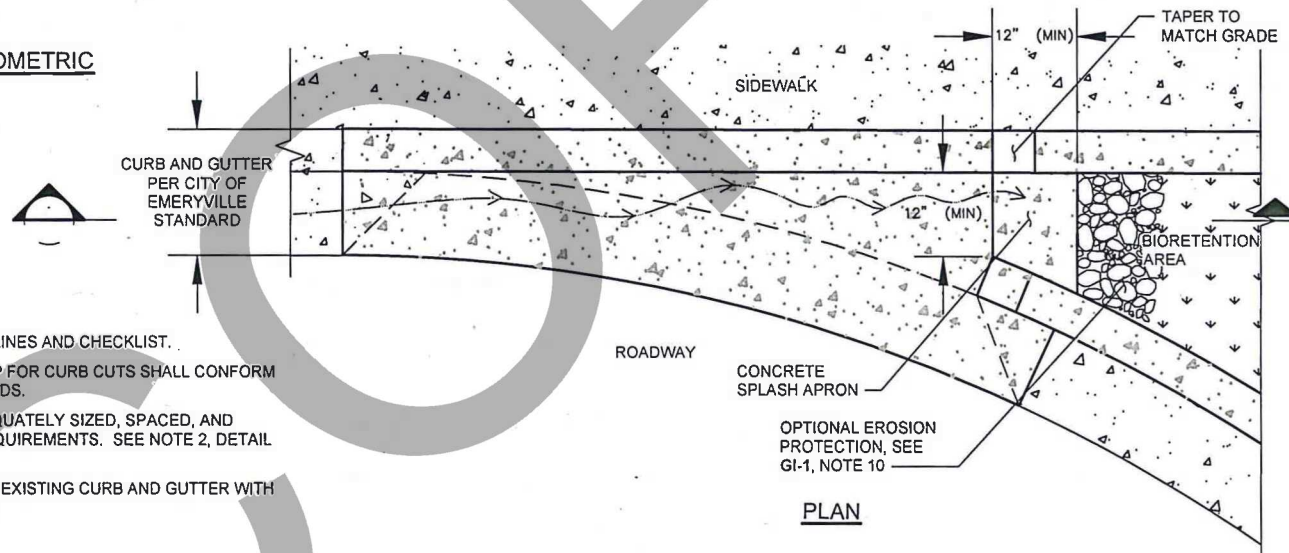 OMETRIC
12" (MIN)
TAPER TO
MATCH GRADE
SIDEWALK
CURB AND GUTTER
PER CITY OF
EMERYVILLE
STANDARD
12" (MIN)
BIORETENTION
AREA
ROADWAY
CONCRETE
SPLASH APRON
OPTIONAL EROSION
PROTECTION, SEE
GI-1, NOTE 10
PLAN
INES AND CHECKLIST.
P FOR CURB CUTS SHALL CONFORM
DS.
QUATELY SIZED, SPACED, AND
QUIREMENTS. SEE NOTE 2, DETAIL
EXISTING CURB AND GUTTER WITH